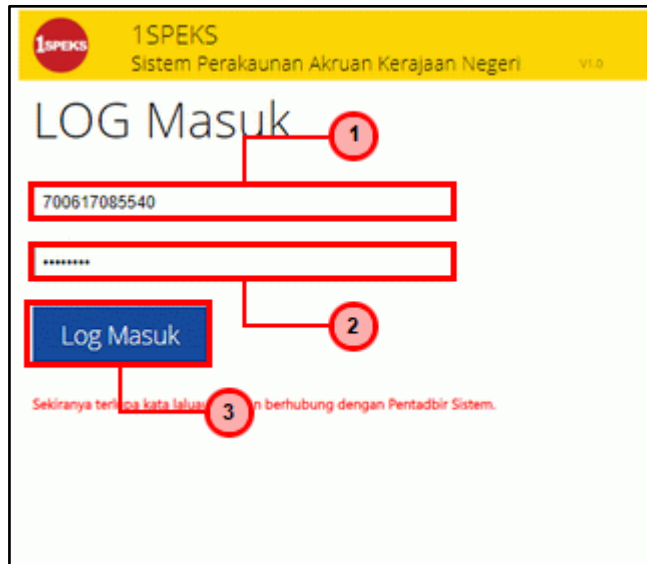 1SPEKS
1SPEKS
Sistem Perakaunan Akruan Kerajaan Negeri V1.0
LOG Masuk
1
700617085540
••••••••
2
Log Masuk
Sekiranya terlupa kata laluan berhubung dengan Pentadbir Sistem.
3